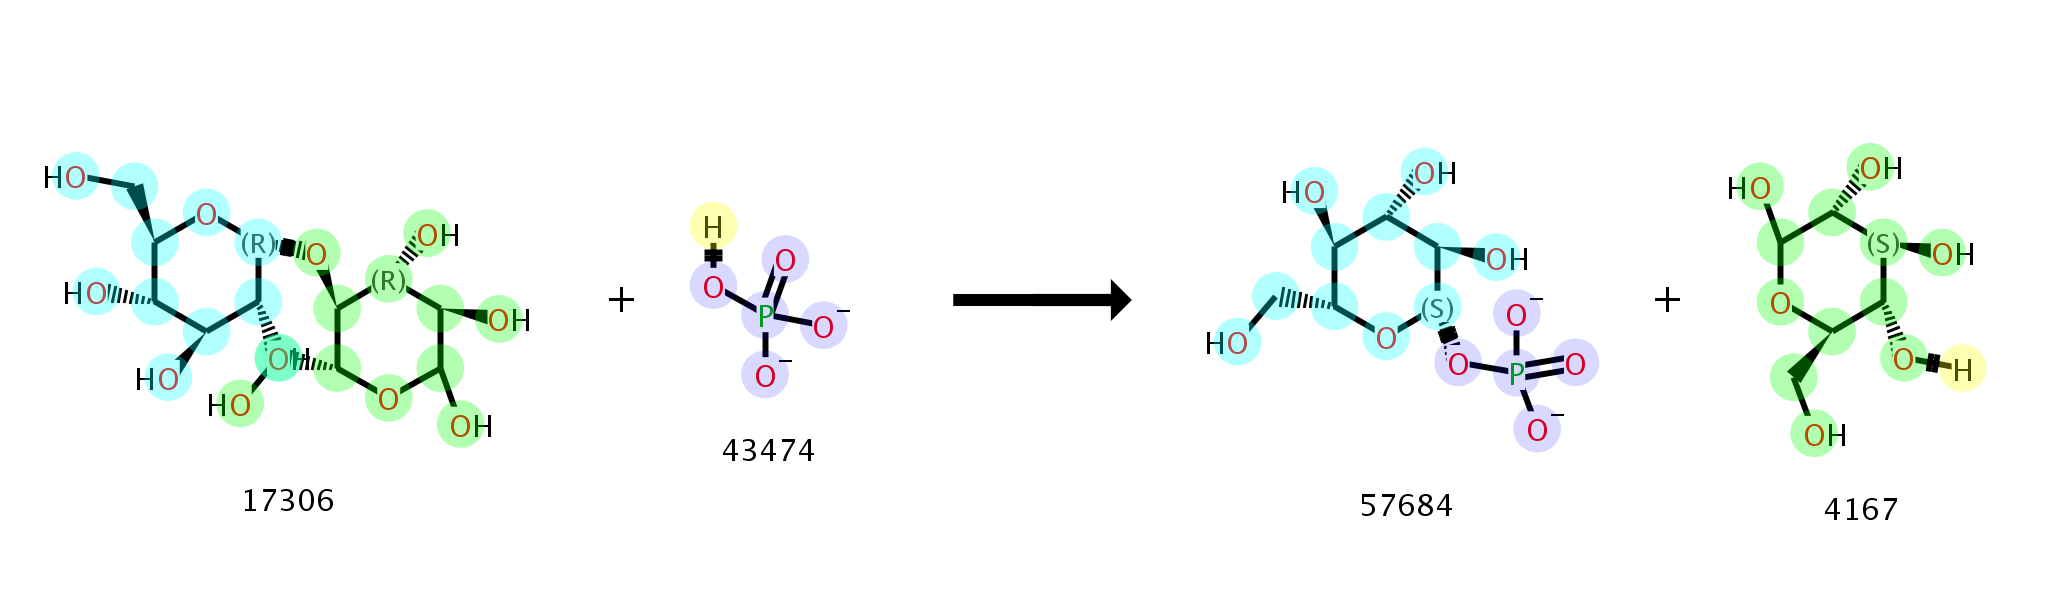 HO O (R) O OH (R) OH HO HO OH HO O OH
17306
+
H O P O O⁻ O⁻
43474
HO OH OH HO O (S) O P O⁻ O O⁻
57684
+
HO OH (S) OH O O H OH
4167